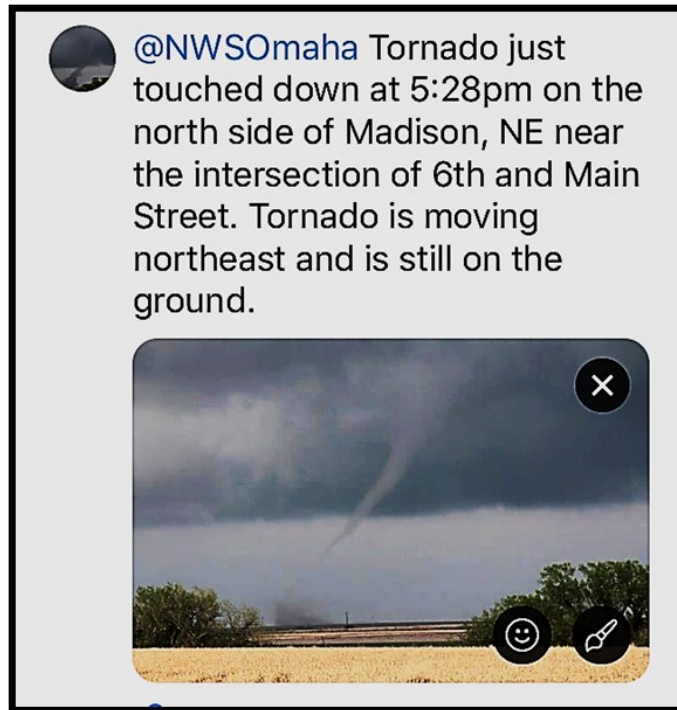 @NWSOmaha Tornado just
touched down at 5:28pm on the
north side of Madison, NE near
the intersection of 6th and Main
Street. Tornado is moving
northeast and is still on the
ground.